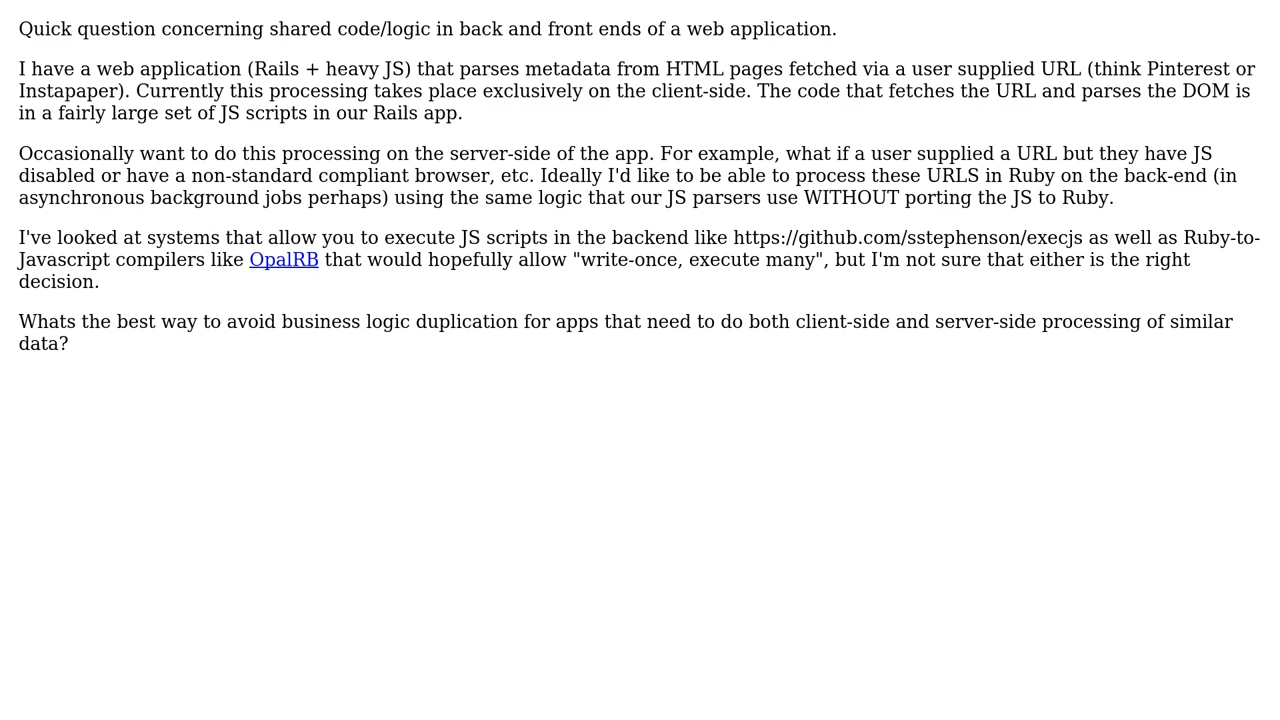 Quick question concerning shared code/logic in back and front ends of a web application.
I have a web application (Rails + heavy JS) that parses metadata from HTML pages fetched via a user supplied URL (think Pinterest or
Instapaper). Currently this processing takes place exclusively on the client-side. The code that fetches the URL and parses the DOM is
in a fairly large set of JS scripts in our Rails app.
Occasionally want to do this processing on the server-side of the app. For example, what if a user supplied a URL but they have JS
disabled or have a non-standard compliant browser, etc. Ideally I'd like to be able to process these URLS in Ruby on the back-end (in
asynchronous background jobs perhaps) using the same logic that our JS parsers use WITHOUT porting the JS to Ruby.
I've looked at systems that allow you to execute JS scripts in the backend like https://github.com/sstephenson/execjs as well as Ruby-to-
Javascript compilers like OpalRB that would hopefully allow "write-once, execute many", but I'm not sure that either is the right
decision.
Whats the best way to avoid business logic duplication for apps that need to do both client-side and server-side processing of similar
data?